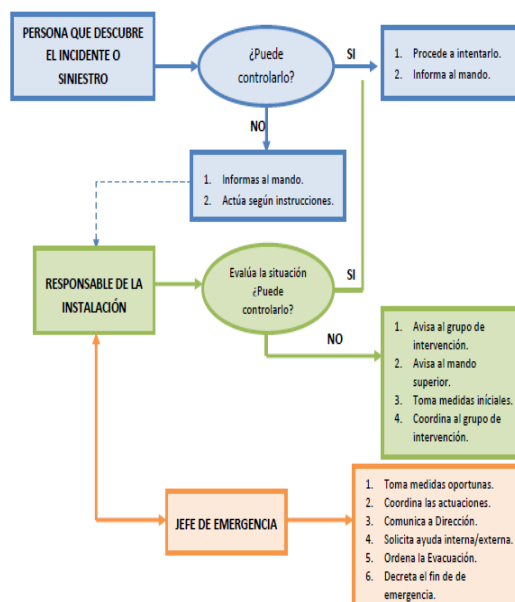 PERSONA QUE DESCUBRE
EL INCIDENTE O
SINIESTRO
¿Puede
controlarlo?
SI
1. Procede a intentarlo.
2. Informa al mando.
NO
1. Informas al mando.
2. Actúa según instrucciones.
RESPONSABLE DE LA
INSTALACIÓN
Evalúa la situación
¿Puede
controlarlo?
SI
NO
1. Avisa al grupo de
intervención.
2. Avisa al mando
superior.
3. Toma medidas iníciales.
4. Coordina al grupo de
intervención.
JEFE DE EMERGENCIA
1. Toma medidas oportunas.
2. Coordina las actuaciones.
3. Comunica a Dirección.
4. Solicita ayuda interna/externa.
5. Ordena la Evacuación.
6. Decreta el fin de de
emergencia.